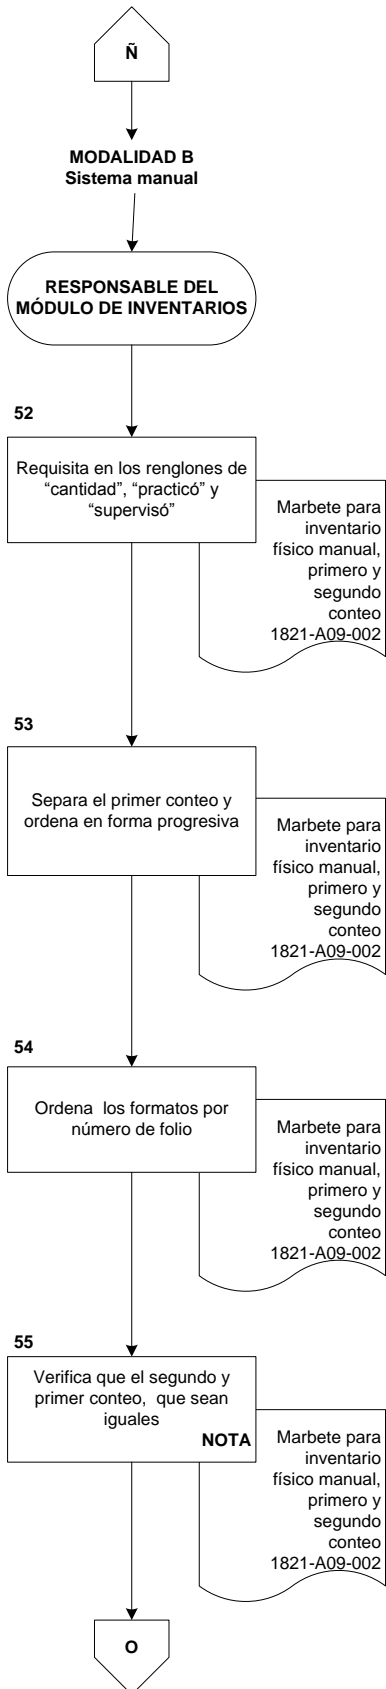 Ñ
MODALIDAD B
Sistema manual
RESPONSABLE DEL
MÓDULO DE INVENTARIOS
52
Requisita en los renglones de
“cantidad”, “practicó” y
“supervisó”
Marbete para
inventario
físico manual,
primero y
segundo
conteo
1821-A09-002
53
Separa el primer conteo y
ordena en forma progresiva
Marbete para
inventario
físico manual,
primero y
segundo
conteo
1821-A09-002
54
Ordena los formatos por
número de folio
Marbete para
inventario
físico manual,
primero y
segundo
conteo
1821-A09-002
55
Verifica que el segundo y
primer conteo, que sean
iguales
NOTA
Marbete para
inventario
físico manual,
primero y
segundo
conteo
1821-A09-002
O